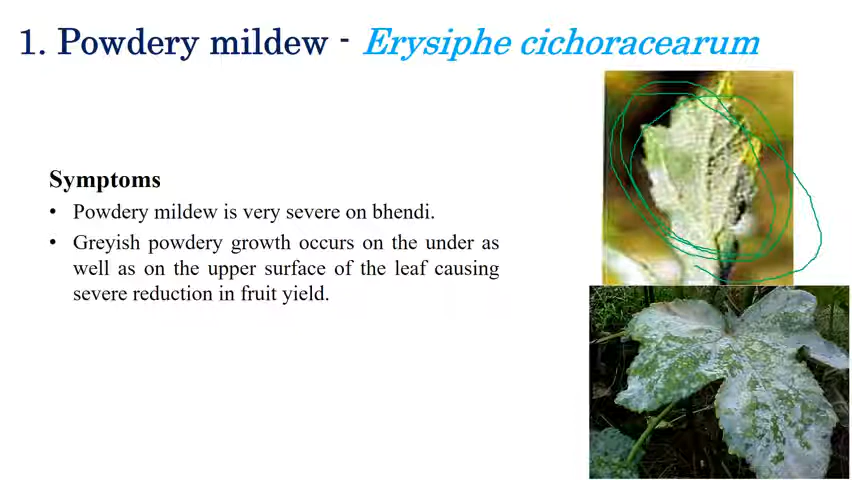 1. Powdery mildew - Erysiphe cichoracearum
Symptoms
• Powdery mildew is very severe on bhendi.
• Greyish powdery growth occurs on the under as
well as on the upper surface of the leaf causing
severe reduction in fruit yield.